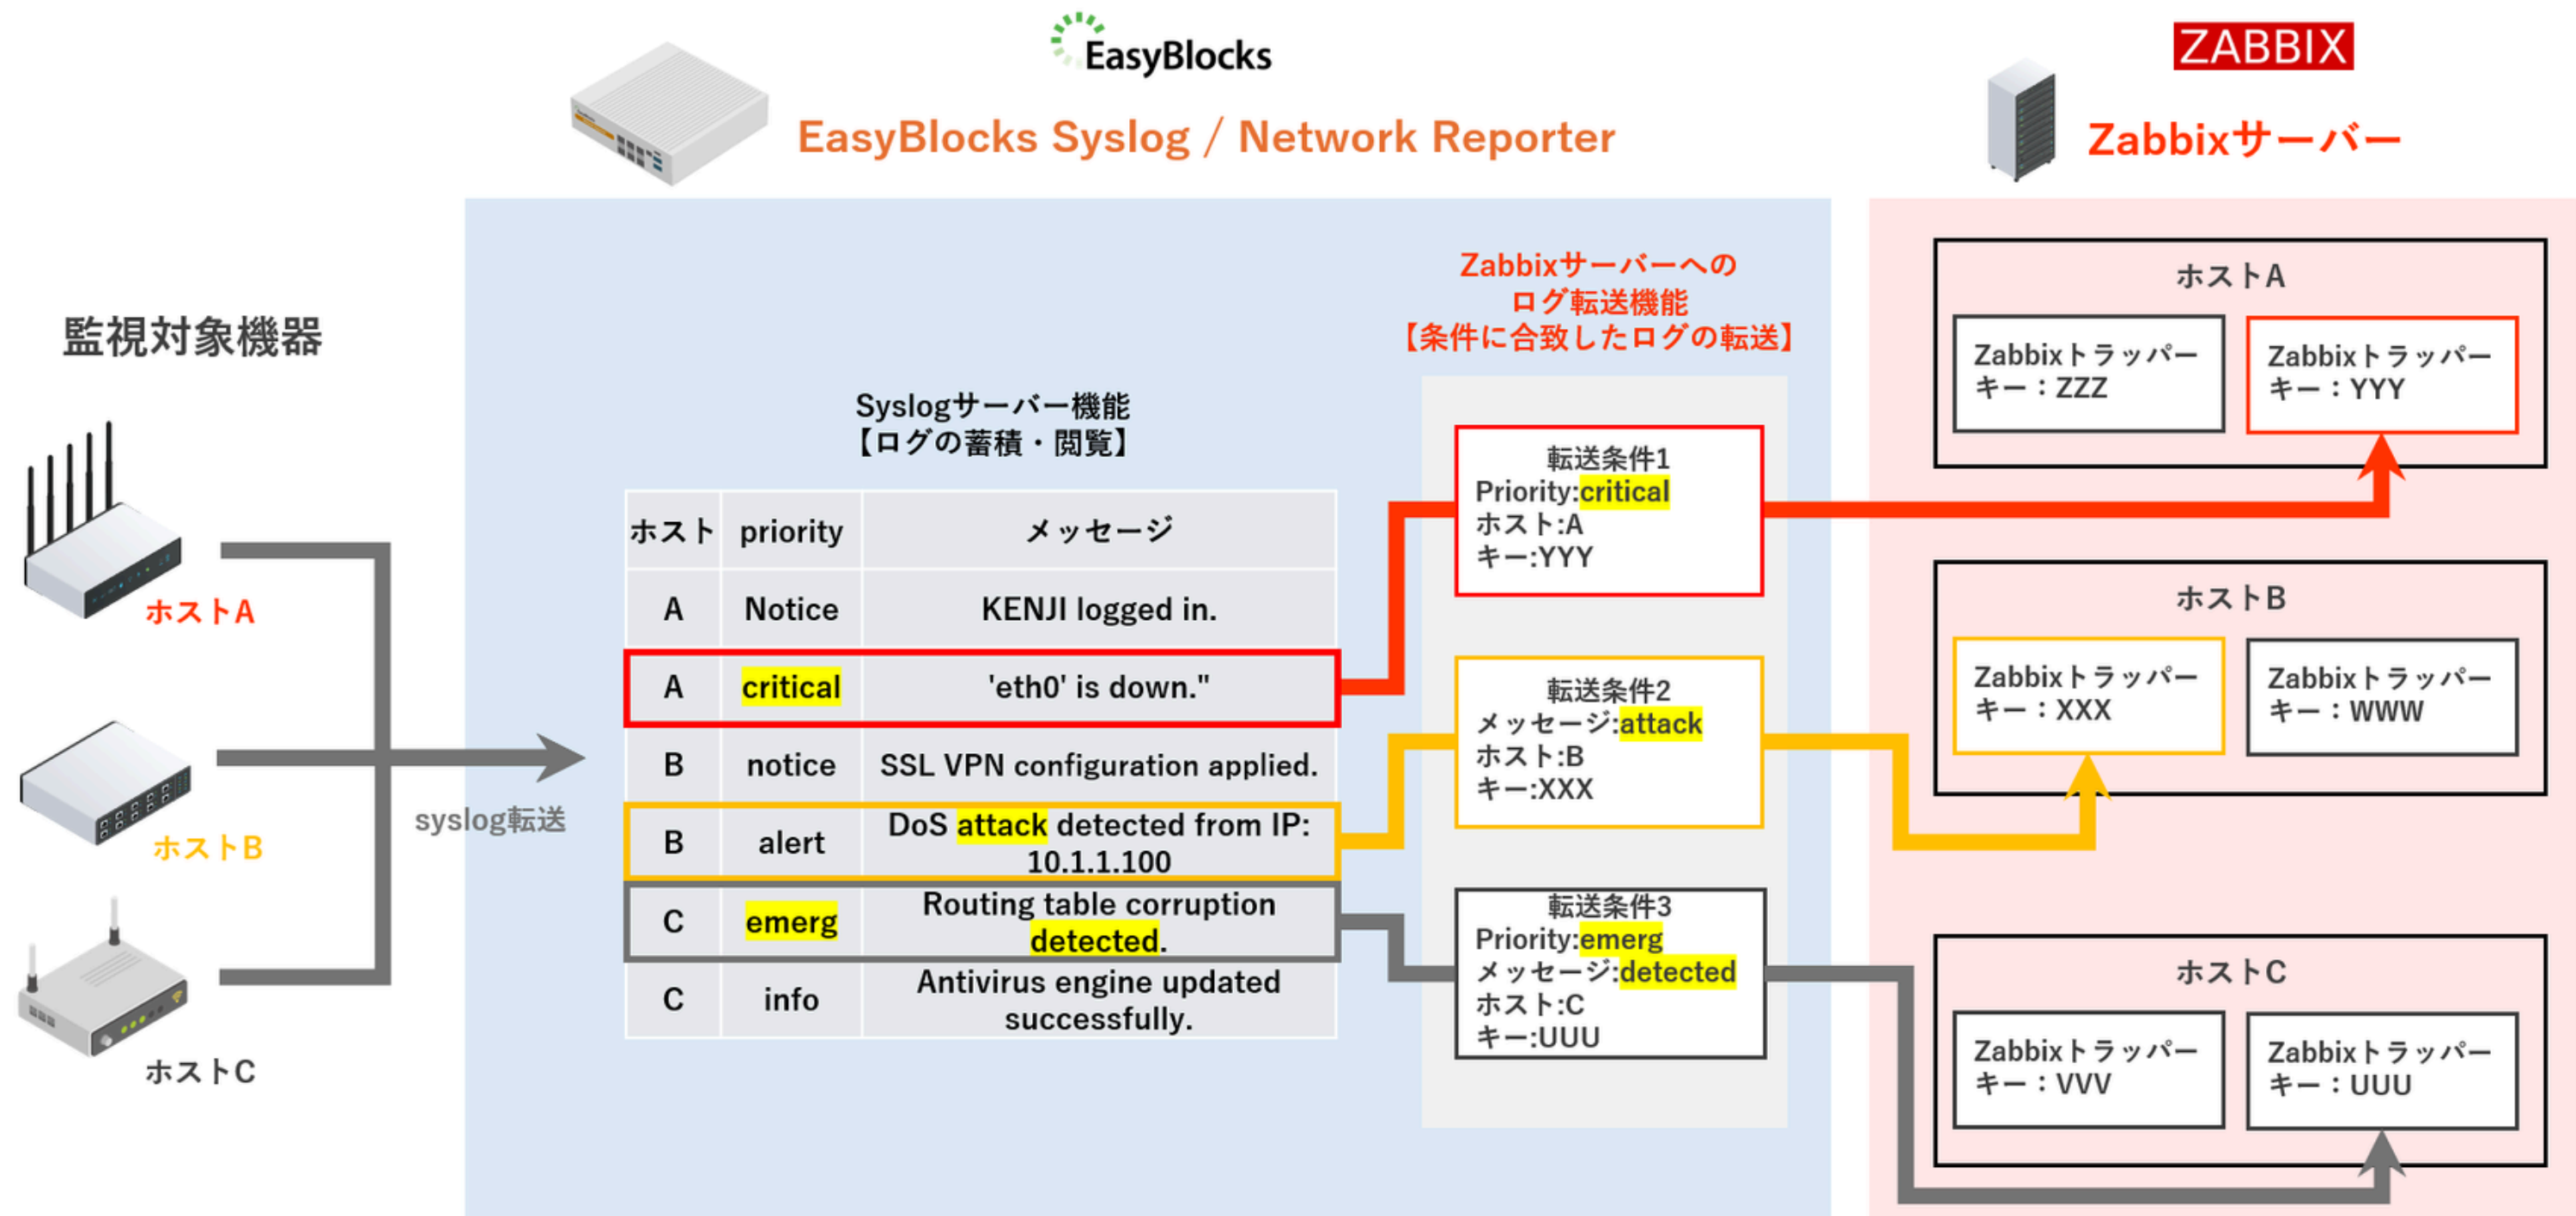 EasyBlocks
EasyBlocks Syslog / Network Reporter
ZABBIX
Zabbixサーバー
監視対象機器
ホストA
ホストB
ホストC
syslog転送
Syslogサーバー機能
【ログの蓄積・閲覧】
ホスト priority メッセージ
A Notice KENJI logged in.
A critical 'eth0' is down."
B notice SSL VPN configuration applied.
B alert DoS attack detected from IP:
10.1.1.100
C emerg Routing table corruption
detected.
C info Antivirus engine updated
successfully.
Zabbixサーバーへの
ログ転送機能
【条件に合致したログの転送】
転送条件1
Priority:critical
ホスト:A
キー:YYY
転送条件2
メッセージ:attack
ホスト:B
キー:XXX
転送条件3
Priority:emerg
メッセージ:detected
ホスト:C
キー:UUU
ホストA
Zabbixトラッパー
キー：ZZZ
Zabbixトラッパー
キー：YYY
ホストB
Zabbixトラッパー
キー：XXX
Zabbixトラッパー
キー：WWW
ホストC
Zabbixトラッパー
キー：VVV
Zabbixトラッパー
キー：UUU